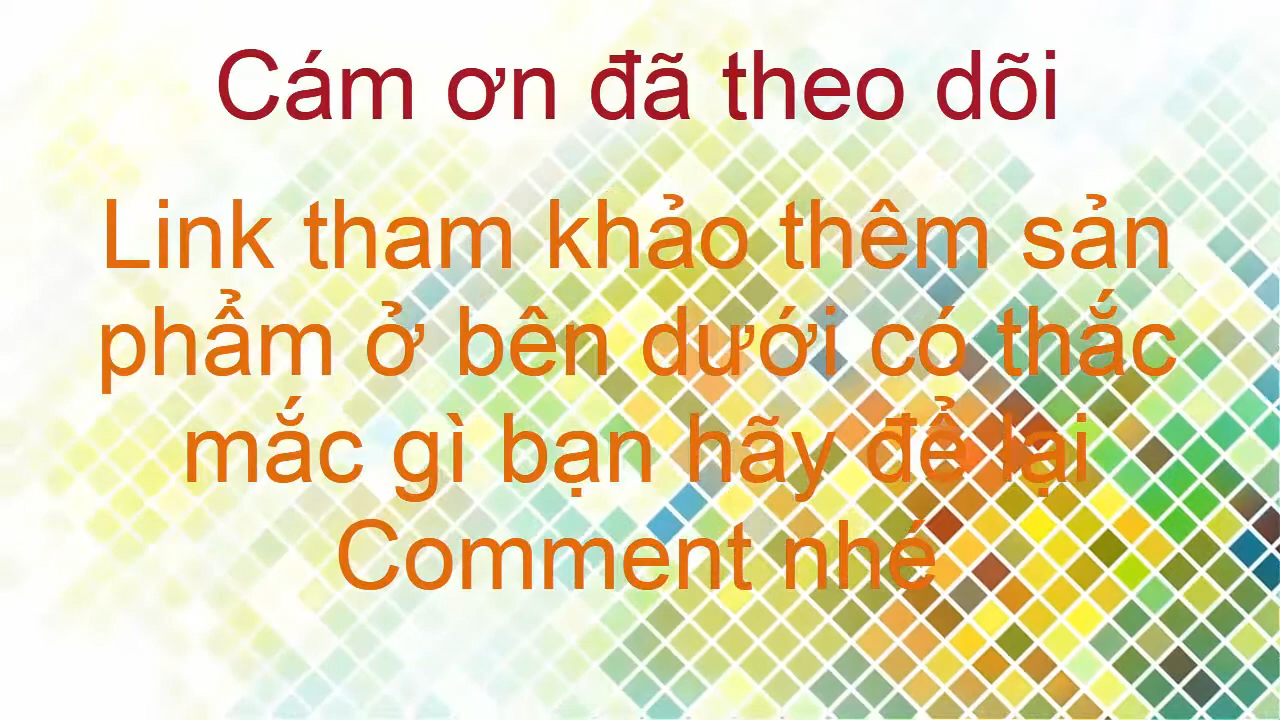 Cám ơn đã theo dõi
Link tham khảo thêm sản
phẩm ở bên dưới có thắc
mắc gì bạn hãy để lại
Comment nhé